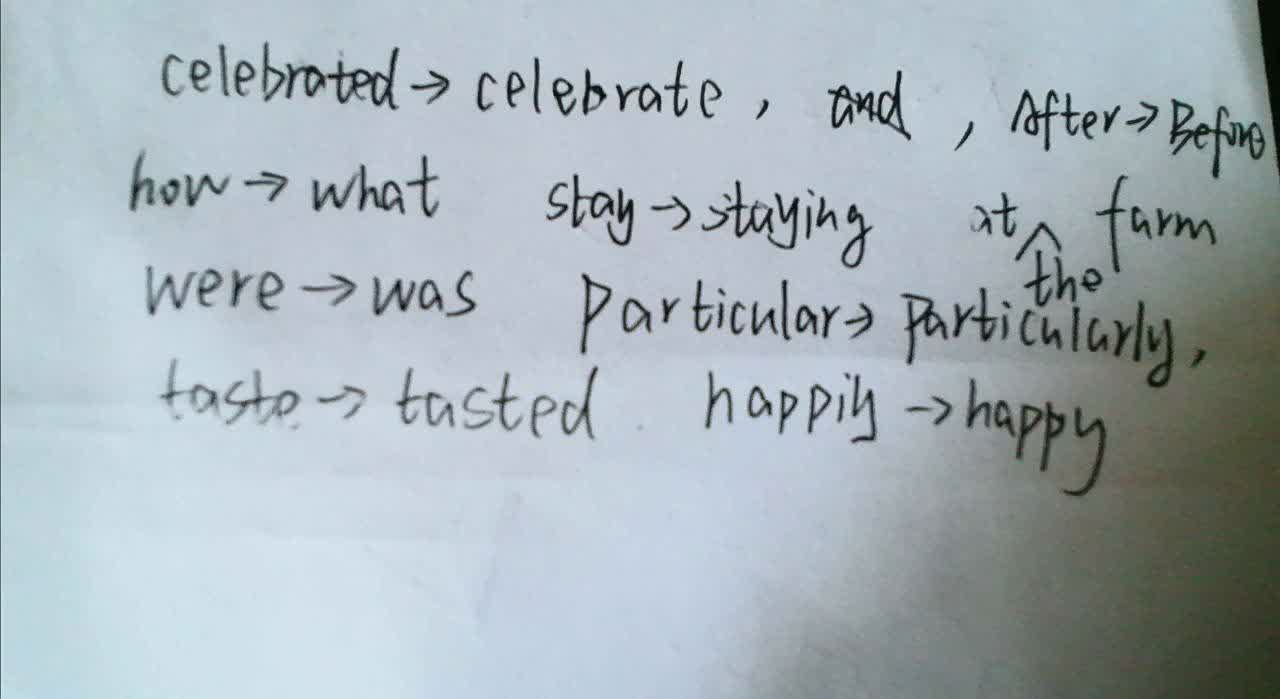 celebrated → celebrate , and , After → Before
how → what stay → staying at ^ farm
the
were → was Particular → particularly,
taste → tasted . happily → happy